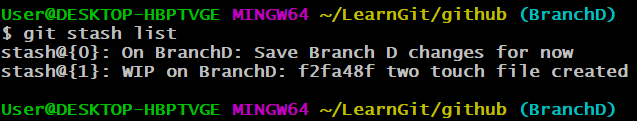 User@DESKTOP-HBPTVGE MINGW64 ~/LearnGit/github (BranchD)
$ git stash list
stash@{0}: On BranchD: Save Branch D changes for now
stash@{1}: WIP on BranchD: f2fa48f two touch file created
User@DESKTOP-HBPTVGE MINGW64 ~/LearnGit/github (BranchD)